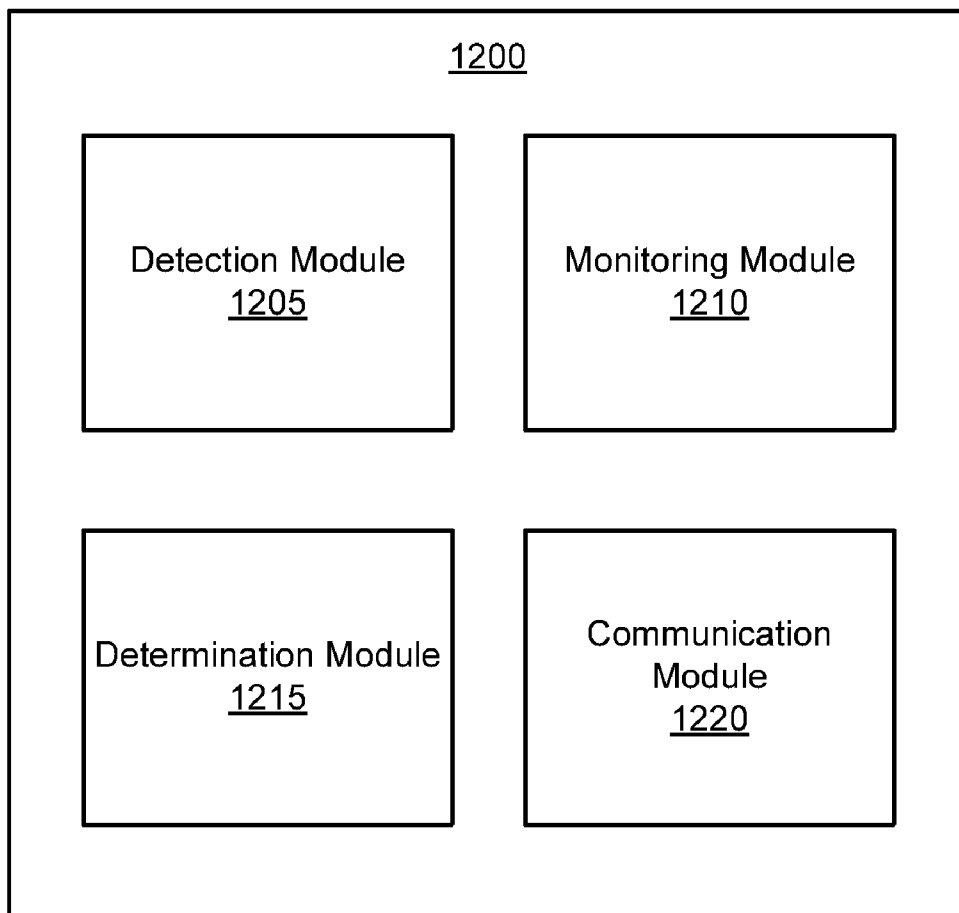 1200
Detection Module
1205
Monitoring Module
1210
Determination Module
1215
Communication
Module
1220